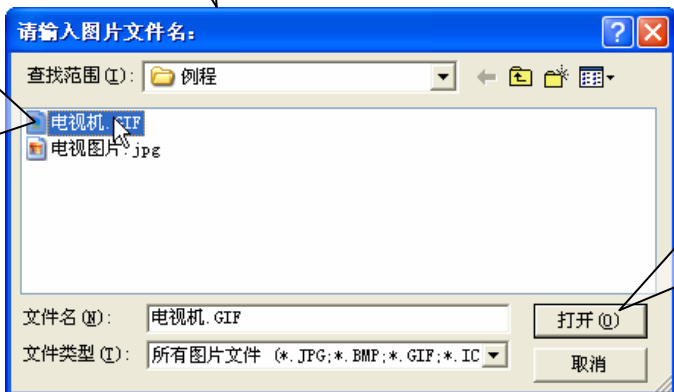 请输入图片文件名：
查找范围(I)： 例程
电视机.GIF
电视图片.jpg
文件名(N)： 电视机.GIF 打开(O)
文件类型(T)： 所有图片文件 (*.JPG;*.BMP;*.GIF;*.IC
取消